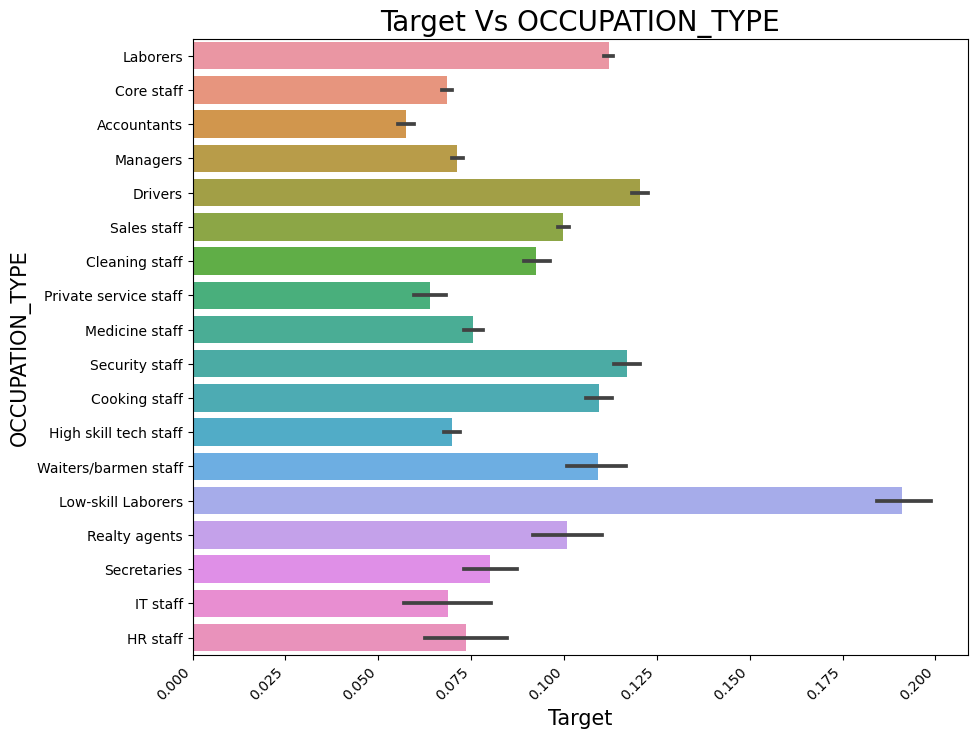 Target Vs OCCUPATION_TYPE
OCCUPATION_TYPE
Laborers
Core staff
Accountants
Managers
Drivers
Sales staff
Cleaning staff
Private service staff
Medicine staff
Security staff
Cooking staff
High skill tech staff
Waiters/barmen staff
Low-skill Laborers
Realty agents
Secretaries
IT staff
HR staff
0.000 0.025 0.050 0.075 0.100 0.125 0.150 0.175 0.200
Target